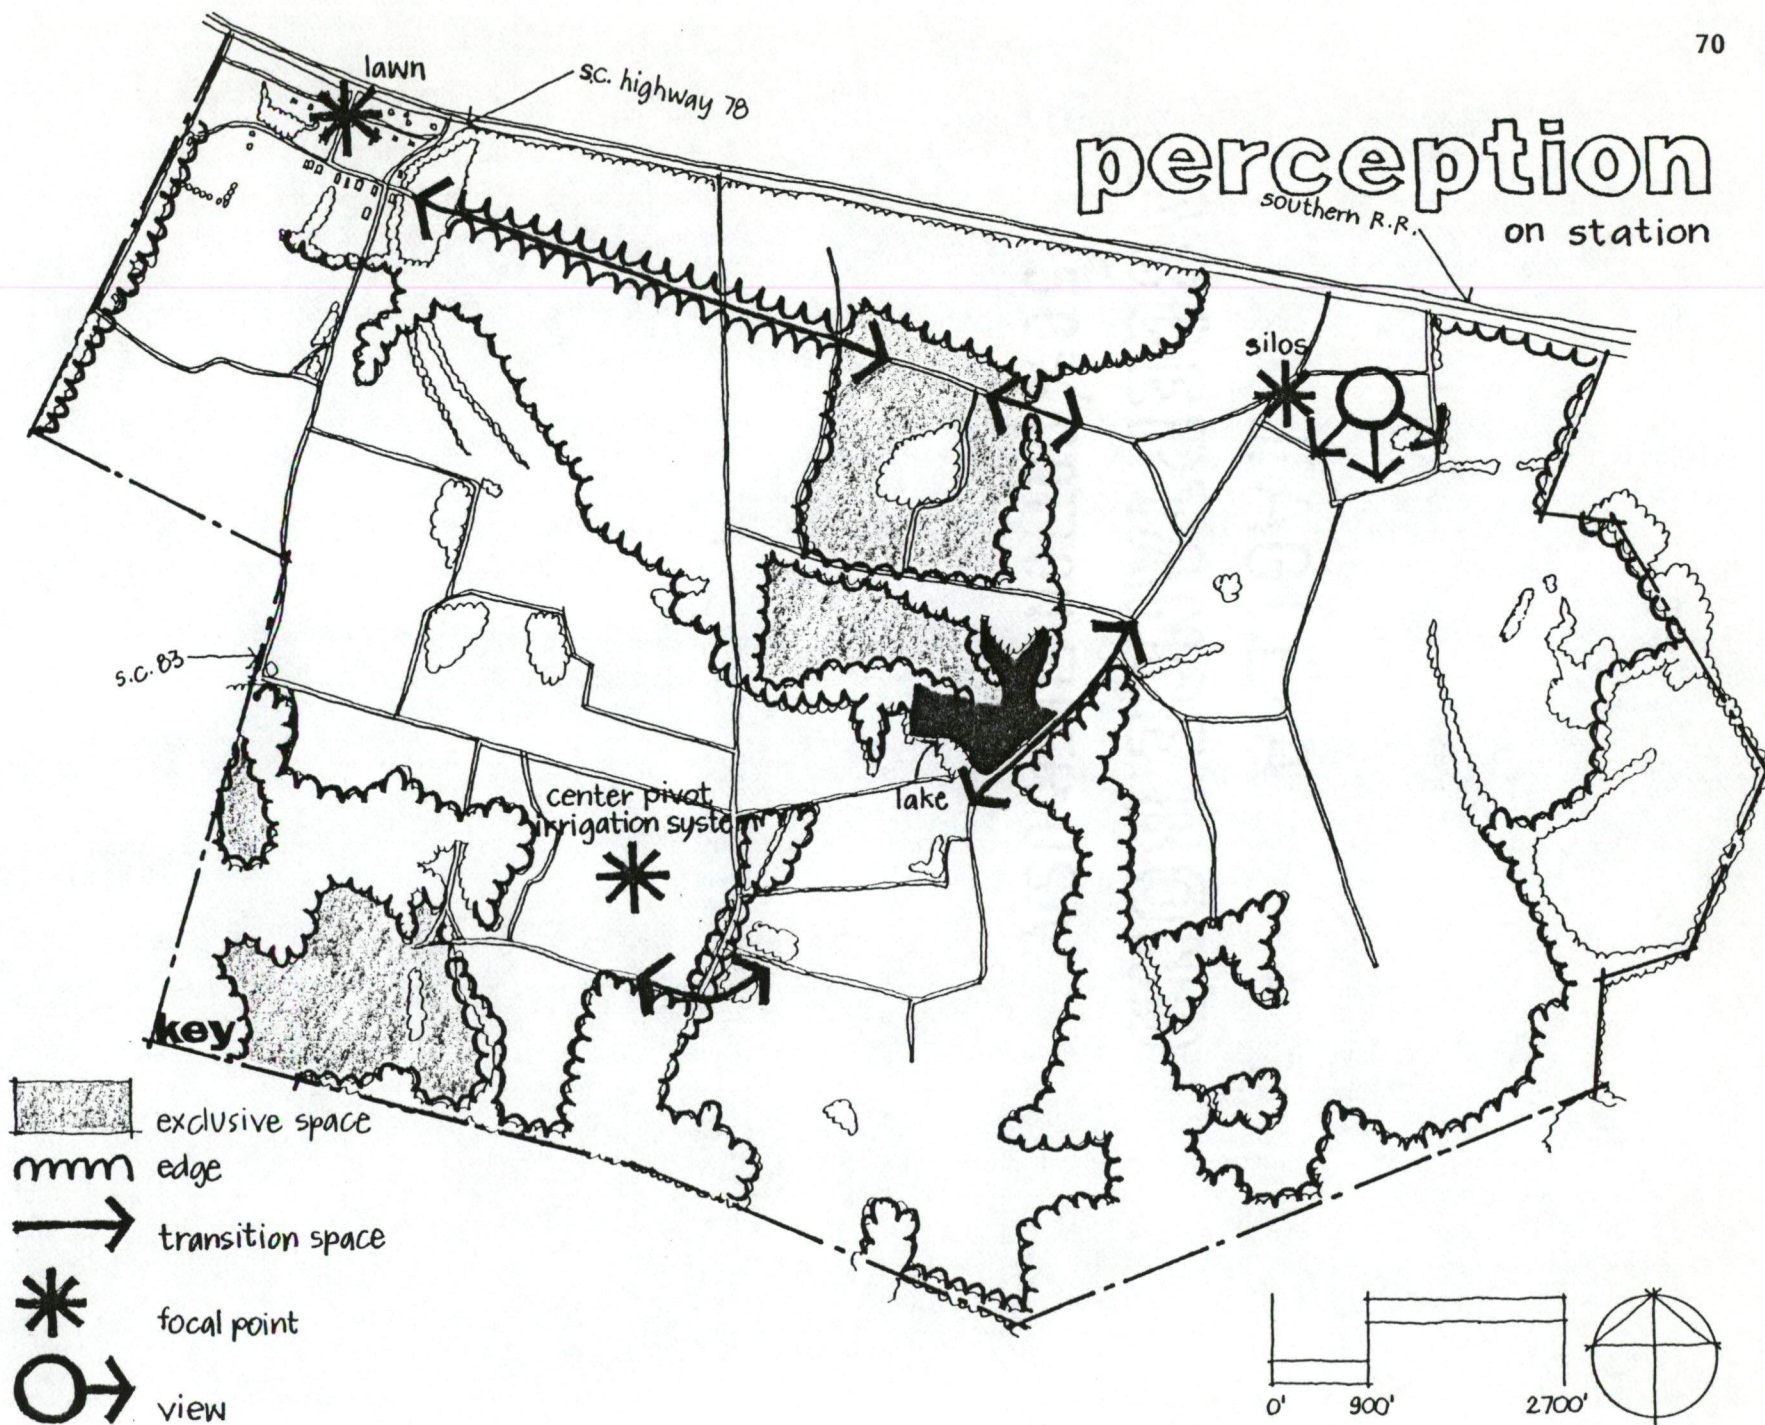 70
lawn
s.c. highway 78
perception
southern R.R.
on station
silos
s.c. 83
center pivot
irrigation syste
lake
key
exclusive space
edge
transition space
focal point
view
0' 900' 2700'